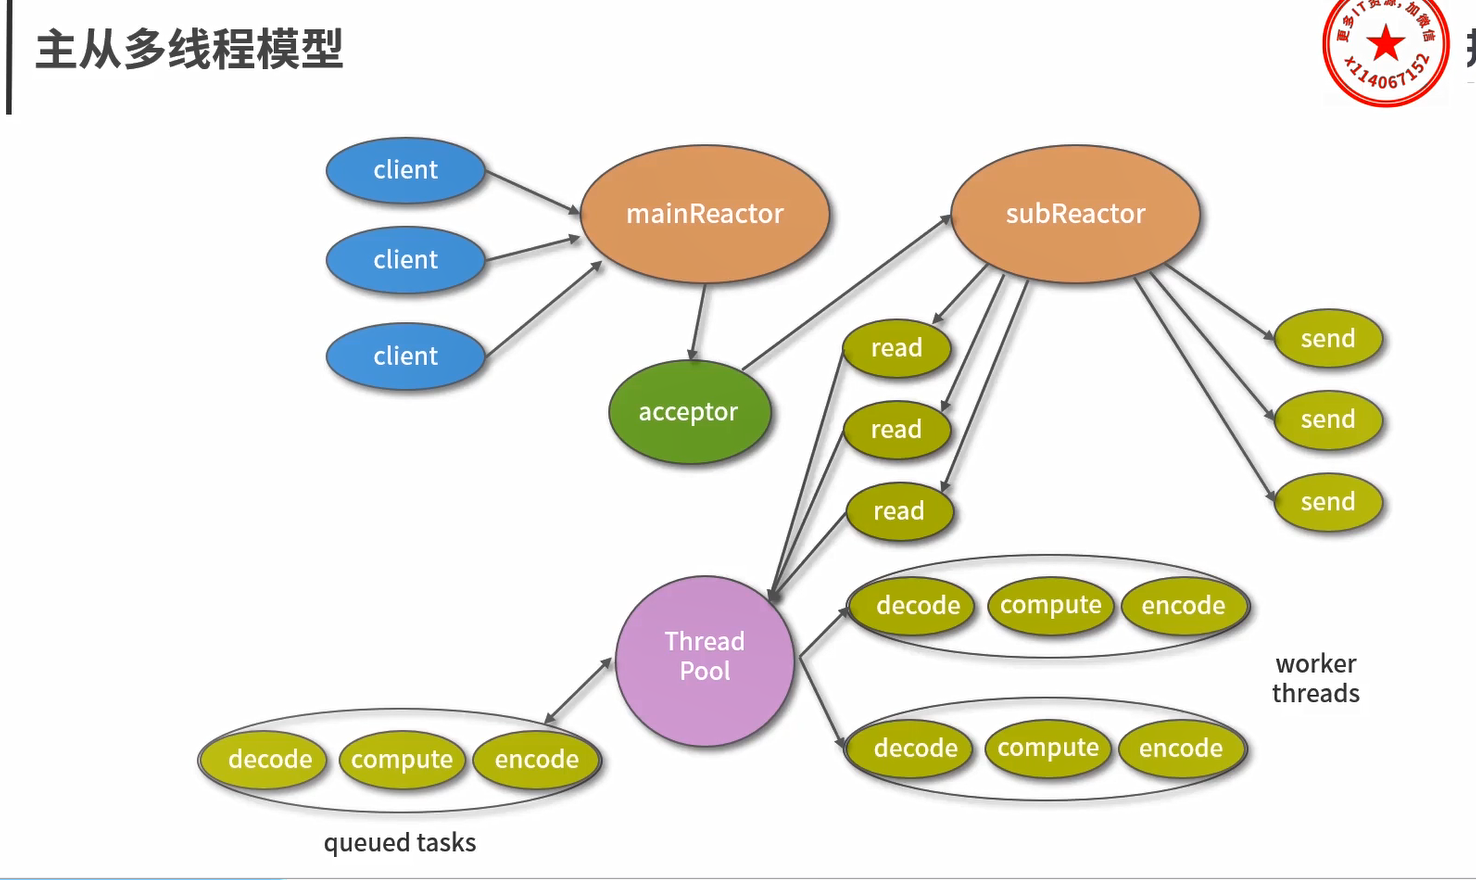 主从多线程模型
更多IT资源，加微信
x114067152
client
mainReactor
subReactor
client
client
acceptor
read
read
read
send
send
send
Thread
Pool
decode compute encode
worker
threads
decode compute encode
decode compute encode
queued tasks